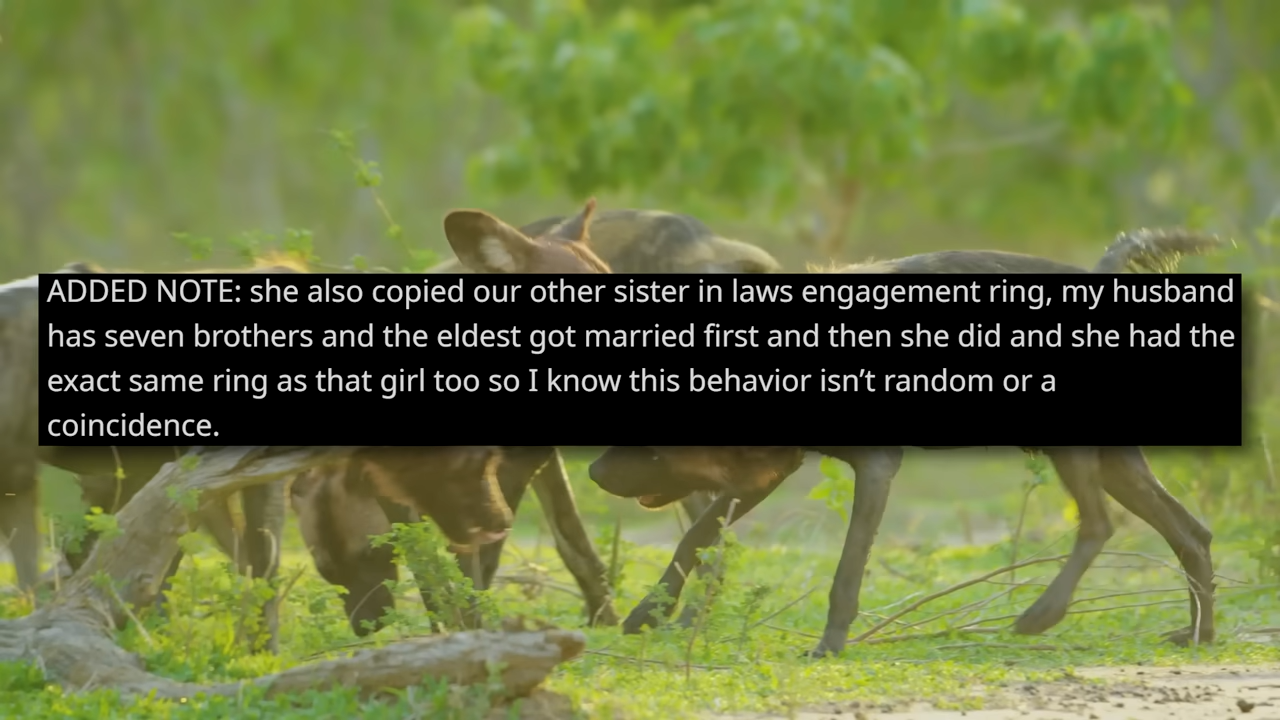 ADDED NOTE: she also copied our other sister in laws engagement ring, my husband
has seven brothers and the eldest got married first and then she did and she had the
exact same ring as that girl too so I know this behavior isn’t random or a
coincidence.